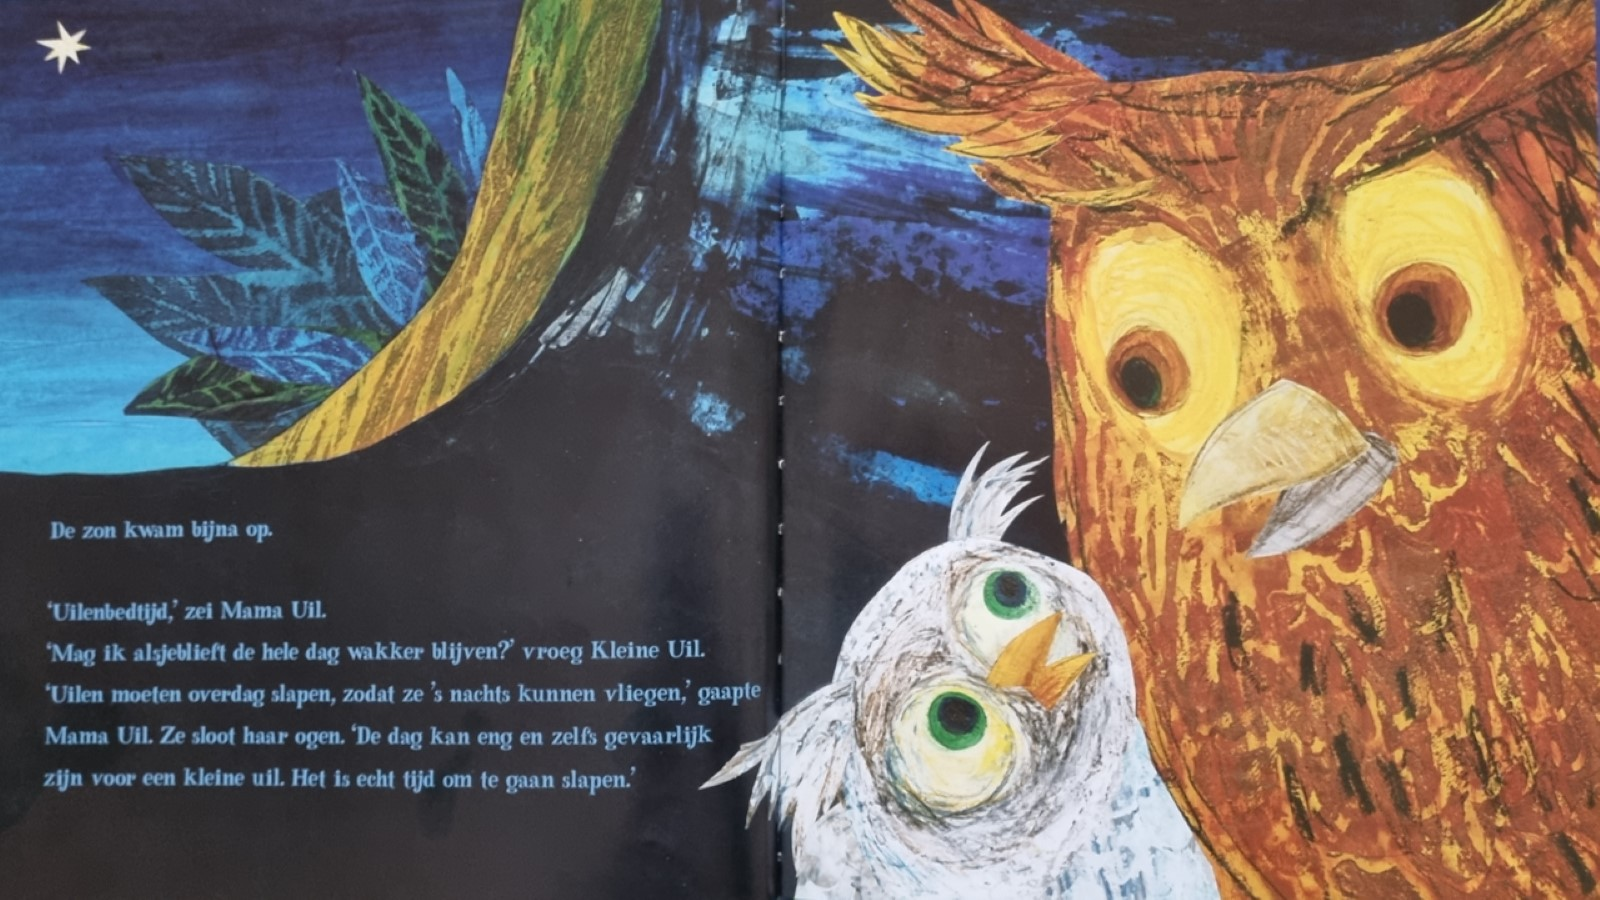 De zon kwam bijna op.
‘Uilenbedtijd,’ zei Mama Uil.
‘Mag ik alsjeblieft de hele dag wakker blijven?’ vroeg Kleine Uil.
‘Uilen moeten overdag slapen, zodat ze ’s nachts kunnen vliegen,’ gaapte
Mama Uil. Ze sloot haar ogen. ‘De dag kan eng en zelfs gevaarlijk
zijn voor een kleine uil. Het is echt tijd om te gaan slapen.’